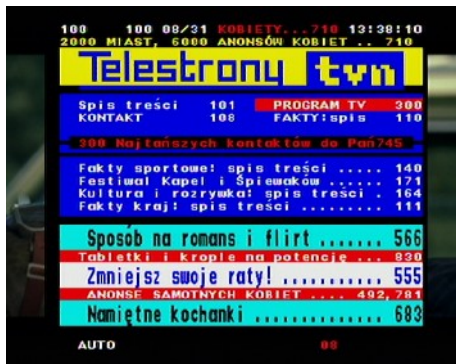 100 100 08/31 KOBIETY...710 13:38:10
2000 MIAST, 6000 ANONSÓW KOBIET .. 710
Telestrony tvn
Spis treści 101 PROGRAM TV 300
KONTAKT 108 FAKTY:spis 110
300 Najtańszych kontaktów do Pań745
Fakty sportowe: spis treści ..... 140
Festiwal Kapel i Śpiewaków ...... 171
Kultura i rozrywka: spis treści . 164
Fakty kraj: spis treści ......... 111
Sposób na romans i flirt ....... 566
Tabletki i krople na potencję ... 830
Zmniejsz swoje raty! ........... 555
ANONSE SAMOTNYCH KOBIET .... 492,781
Namiętne kochanki .............. 683
AUTO 08